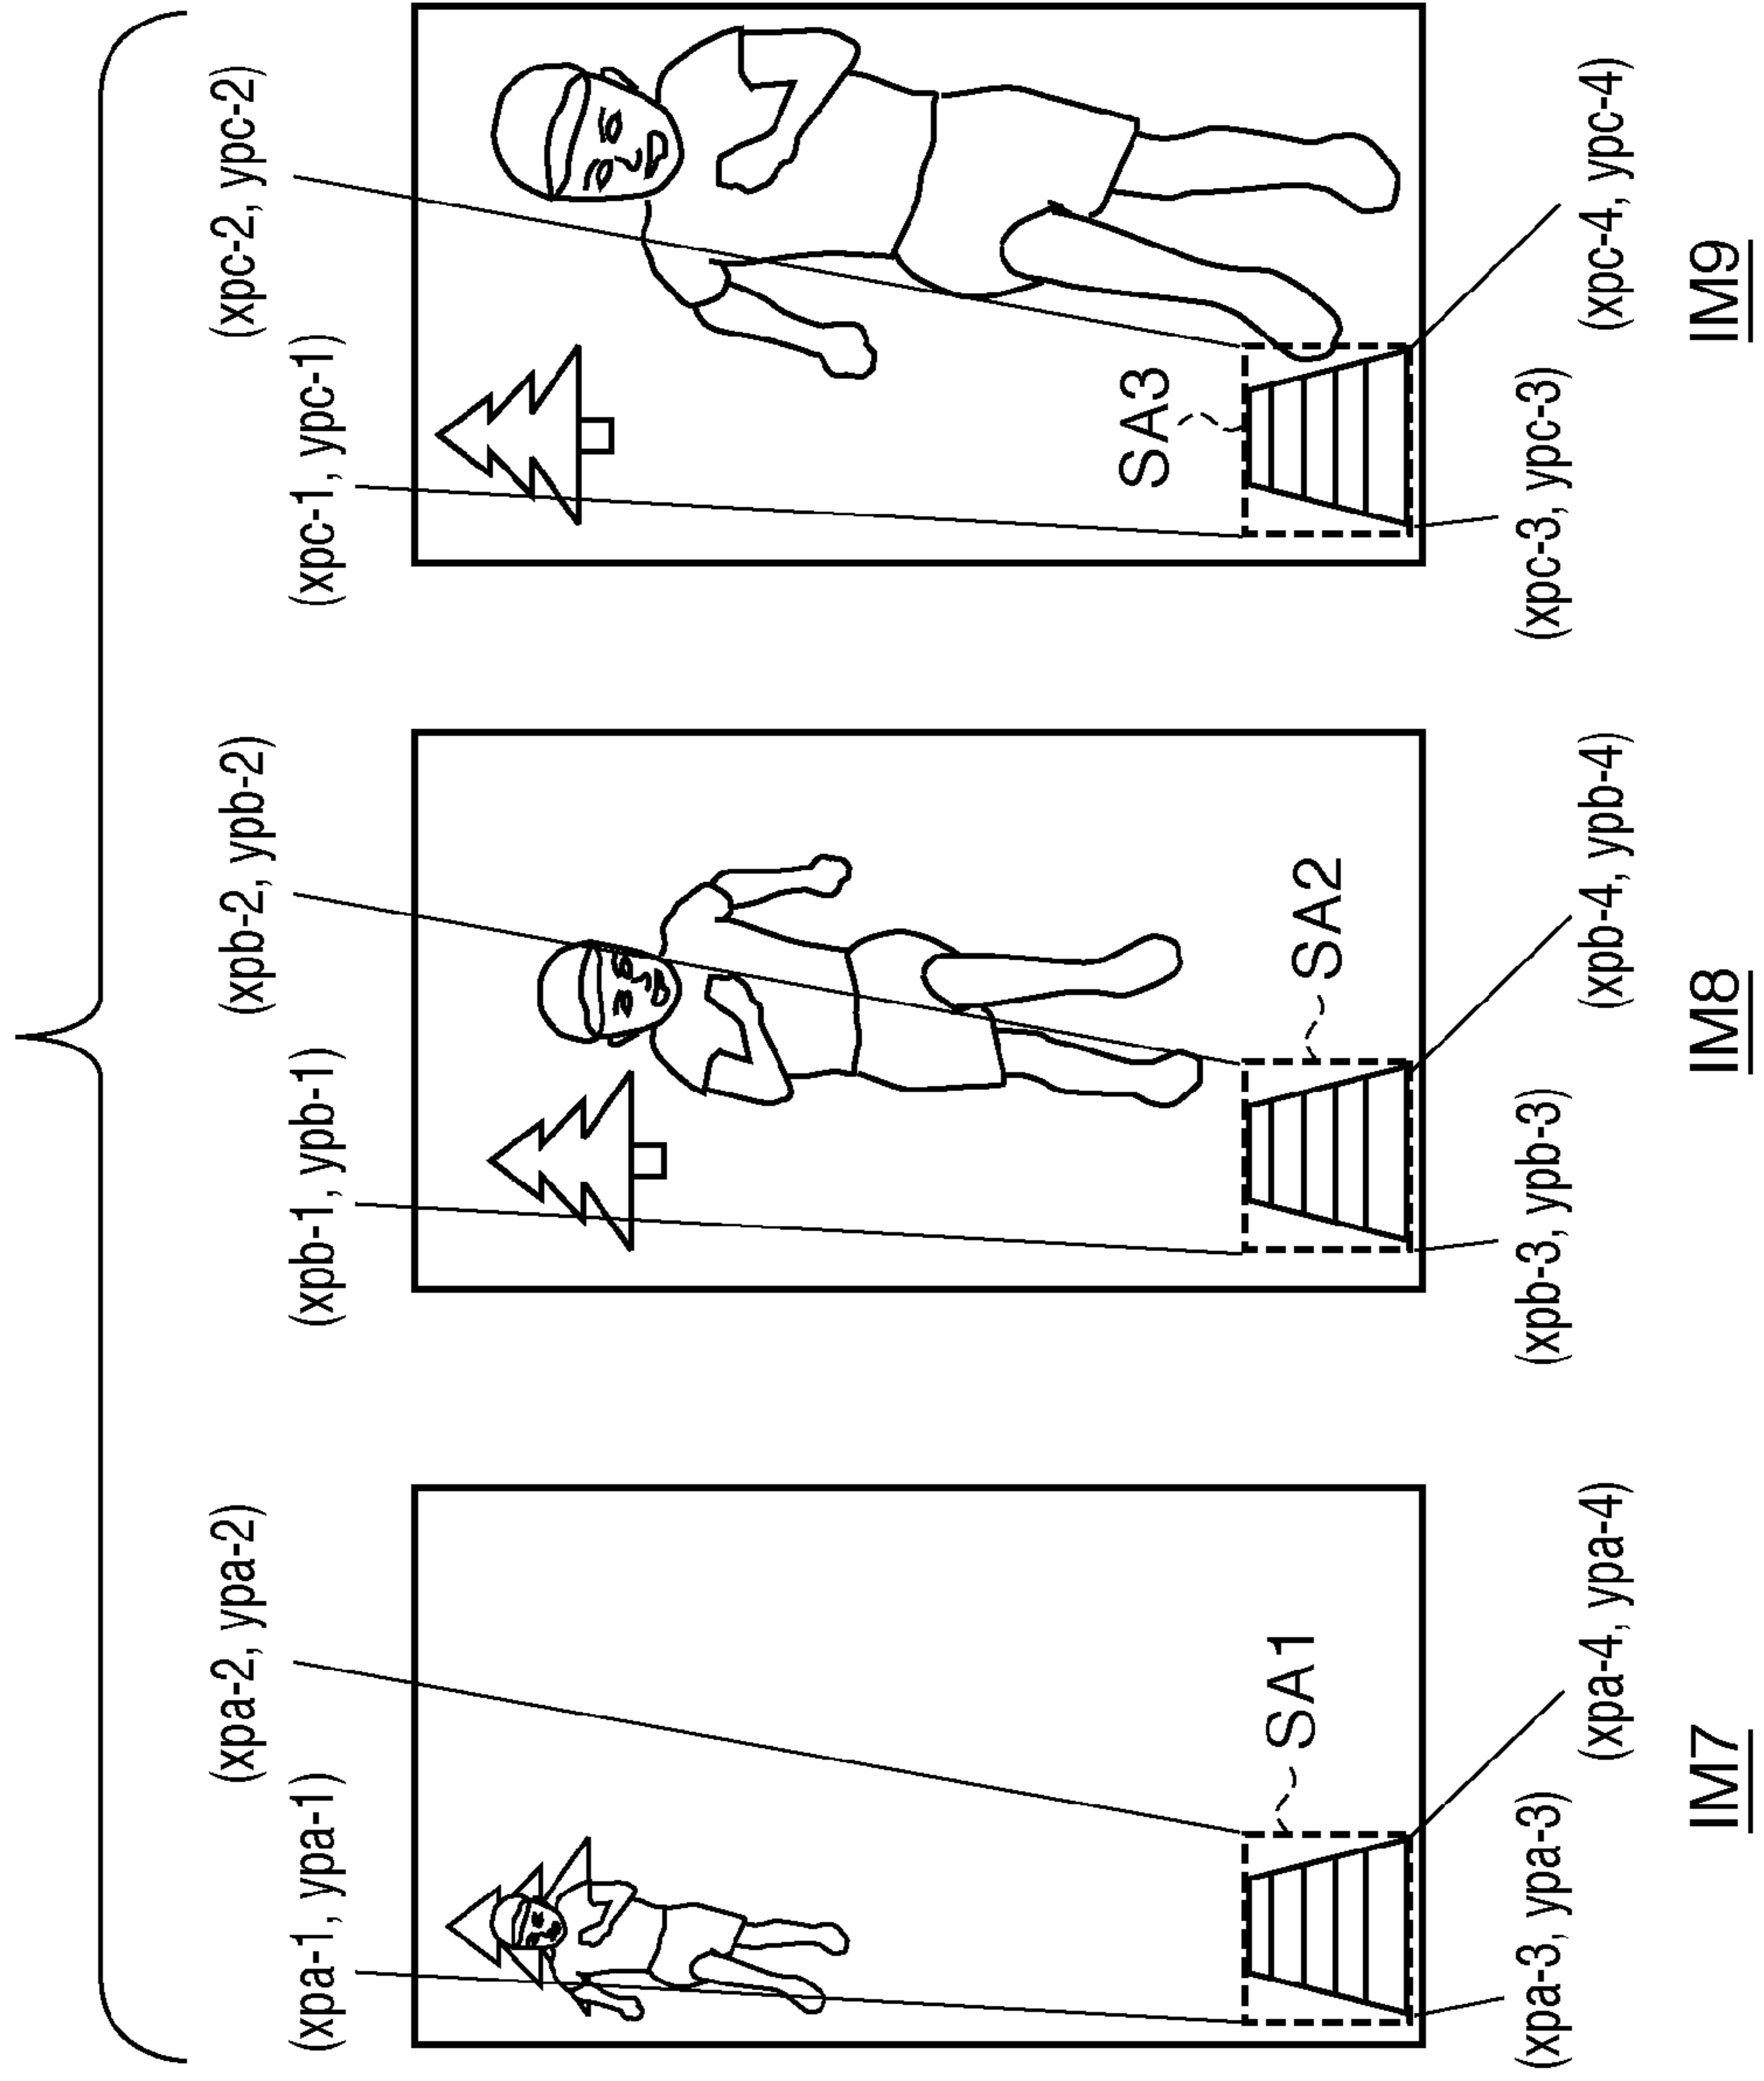 (xpa-2, ypa-2)
(xpa-1, ypa-1)
SA1
(xpa-3, ypa-3)
(xpa-4, ypa-4)
IM7
(xpb-2, ypb-2)
(xpb-1, ypb-1)
SA2
(xpb-3, ypb-3)
(xpb-4, ypb-4)
IM8
(xpc-2, ypc-2)
(xpc-1, ypc-1)
SA3
(xpc-3, ypc-3)
(xpc-4, ypc-4)
IM9